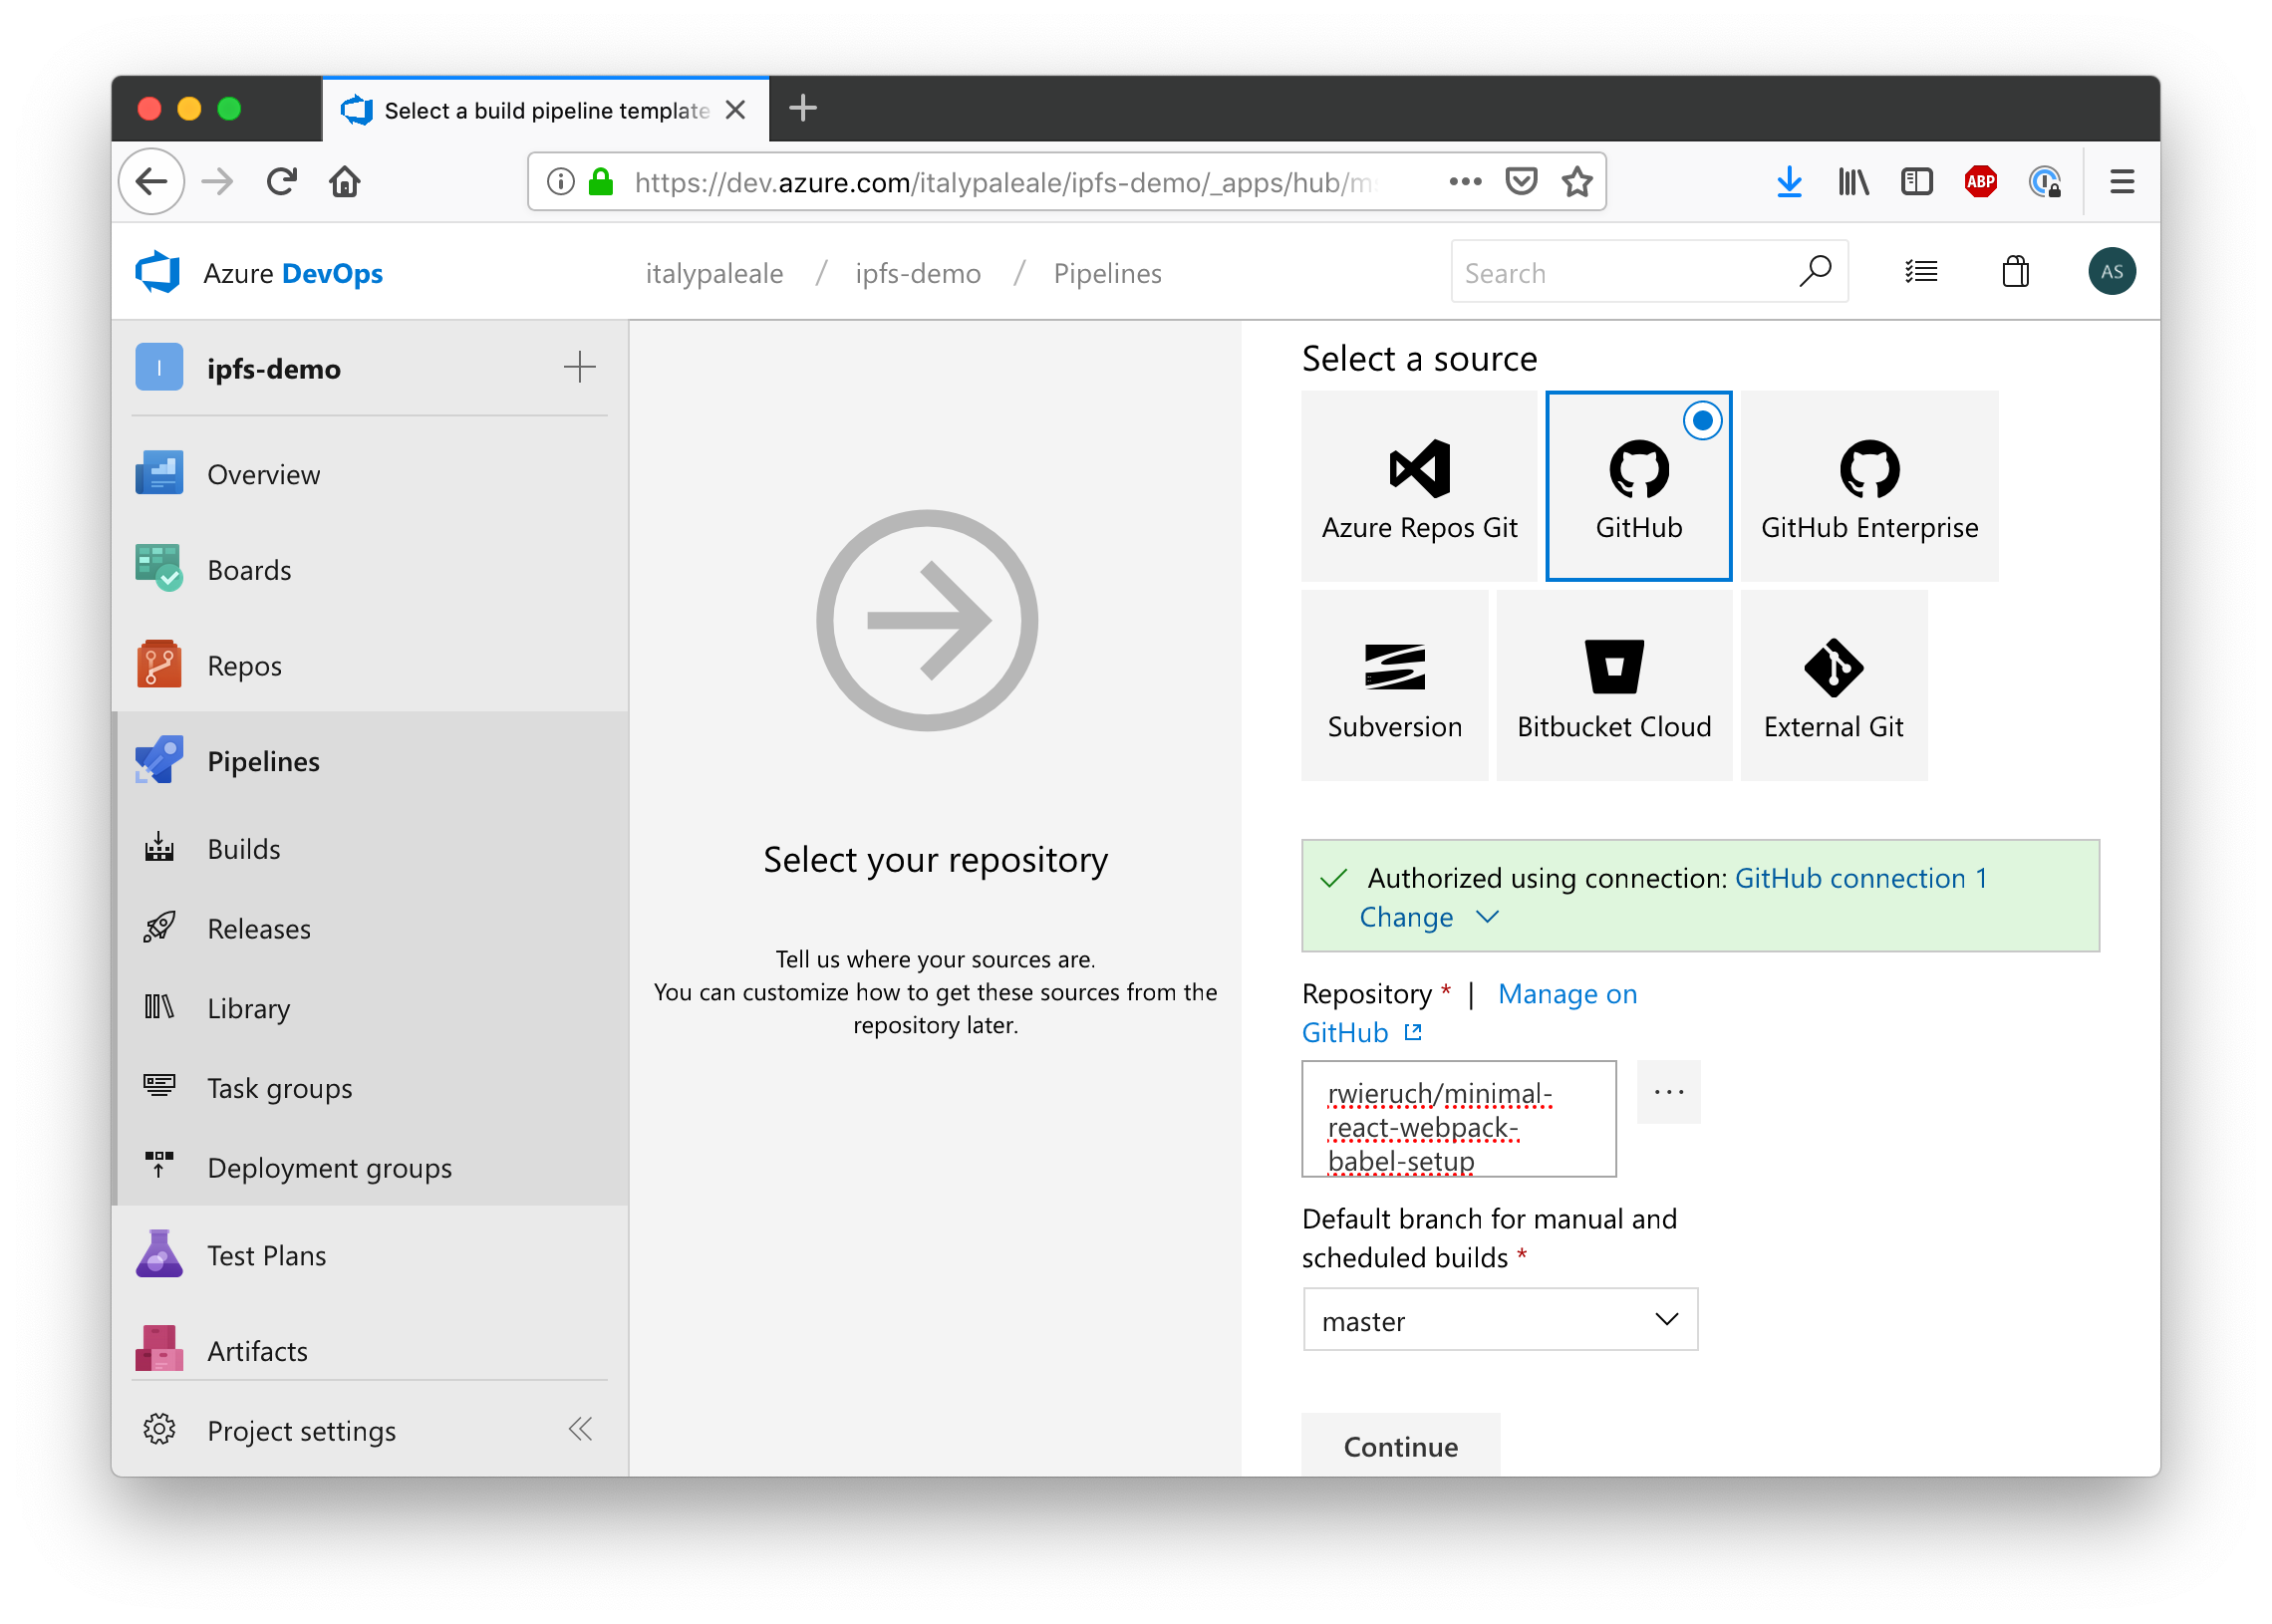 Select a build pipeline template
https://dev.azure.com/italypaleale/ipfs-demo/_apps/hub/m
ABP
Azure DevOps
italypaleale / ipfs-demo / Pipelines
Search
AS
I
ipfs-demo
Overview
Boards
Repos
Pipelines
Builds
Releases
Library
Task groups
Deployment groups
Test Plans
Artifacts
Project settings
Select your repository
Tell us where your sources are.
You can customize how to get these sources from the
repository later.
Select a source
Azure Repos Git
GitHub
GitHub Enterprise
Subversion
Bitbucket Cloud
External Git
Authorized using connection: GitHub connection 1
Change
Repository * | Manage on
GitHub
rwieruch/minimal-
react-webpack-
babel-setup
...
Default branch for manual and
scheduled builds *
master
Continue